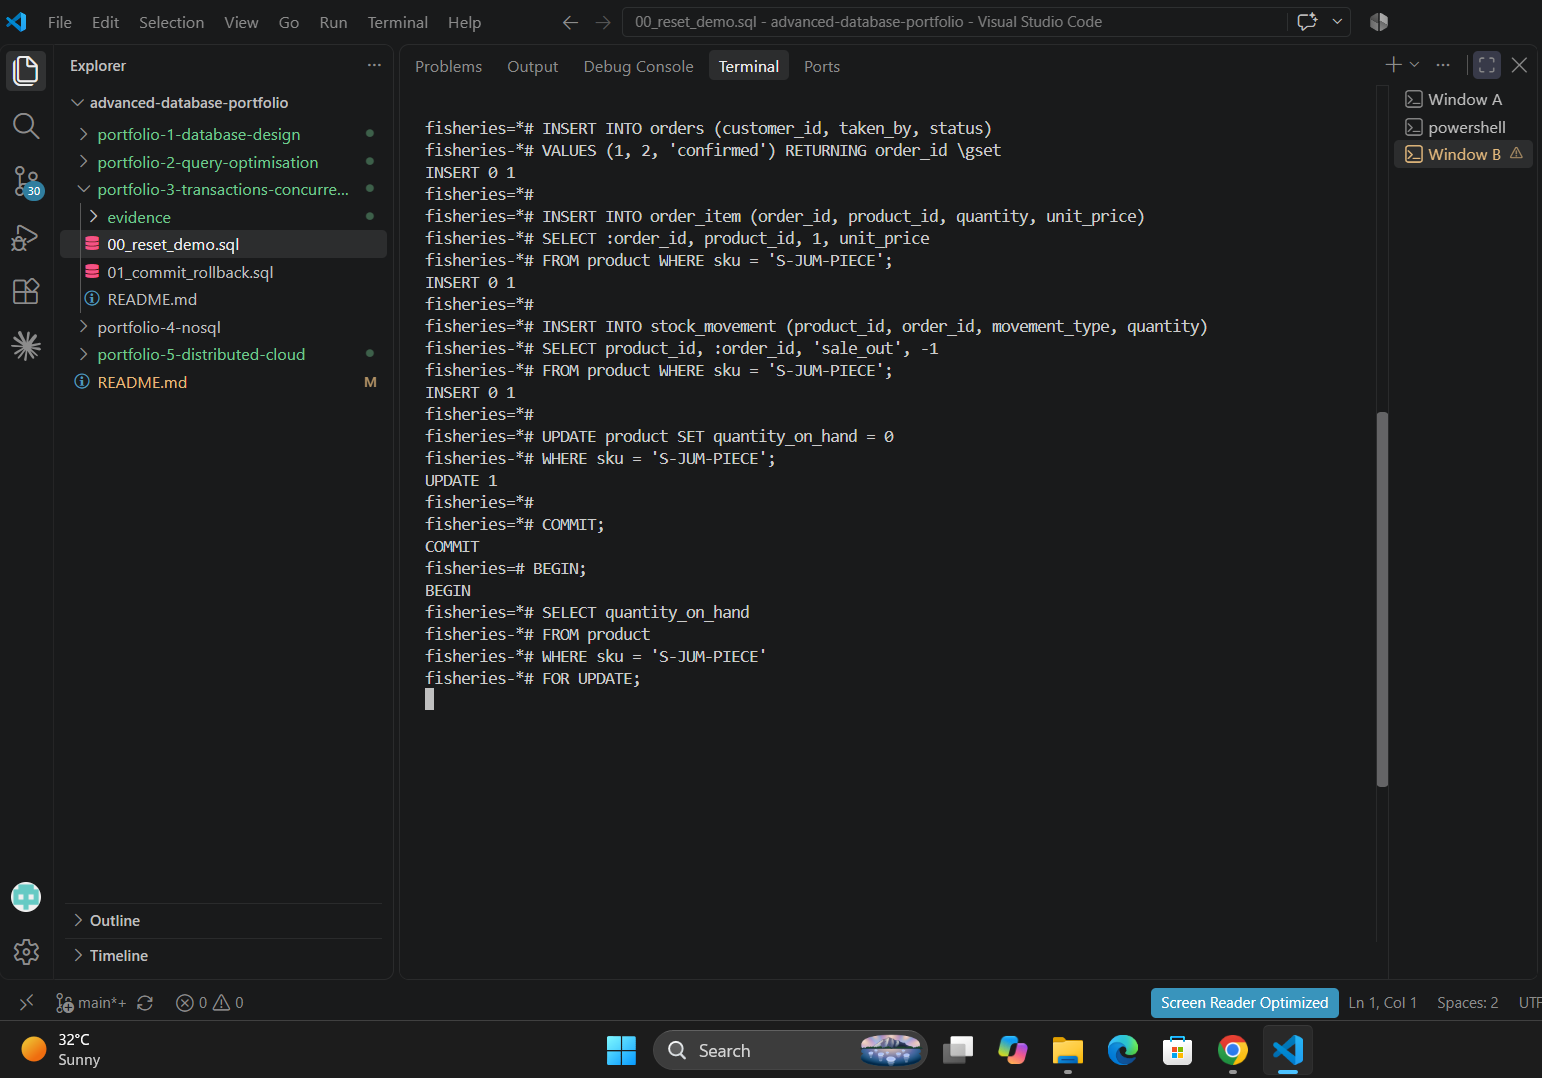 File Edit Selection View Go Run Terminal Help
00_reset_demo.sql - advanced-database-portfolio - Visual Studio Code
Explorer
advanced-database-portfolio
portfolio-1-database-design
portfolio-2-query-optimisation
portfolio-3-transactions-concurre...
evidence
00_reset_demo.sql
01_commit_rollback.sql
README.md
portfolio-4-nosql
portfolio-5-distributed-cloud
README.md M
30
Outline
Timeline
Problems Output Debug Console Terminal Ports
fisheries=*# INSERT INTO orders (customer_id, taken_by, status)
fisheries-*# VALUES (1, 2, 'confirmed') RETURNING order_id \gset
INSERT 0 1
fisheries=*#
fisheries=*# INSERT INTO order_item (order_id, product_id, quantity, unit_price)
fisheries-*# SELECT :order_id, product_id, 1, unit_price
fisheries-*# FROM product WHERE sku = 'S-JUM-PIECE';
INSERT 0 1
fisheries=*#
fisheries=*# INSERT INTO stock_movement (product_id, order_id, movement_type, quantity)
fisheries-*# SELECT product_id, :order_id, 'sale_out', -1
fisheries-*# FROM product WHERE sku = 'S-JUM-PIECE';
INSERT 0 1
fisheries=*#
fisheries=*# UPDATE product SET quantity_on_hand = 0
fisheries-*# WHERE sku = 'S-JUM-PIECE';
UPDATE 1
fisheries=*#
fisheries=*# COMMIT;
COMMIT
fisheries=# BEGIN;
BEGIN
fisheries=*# SELECT quantity_on_hand
fisheries-*# FROM product
fisheries-*# WHERE sku = 'S-JUM-PIECE'
fisheries-*# FOR UPDATE;
Window A
powershell
Window B
main*+ 0 0
Screen Reader Optimized Ln 1, Col 1 Spaces: 2 UTF
32°C
Sunny
Search